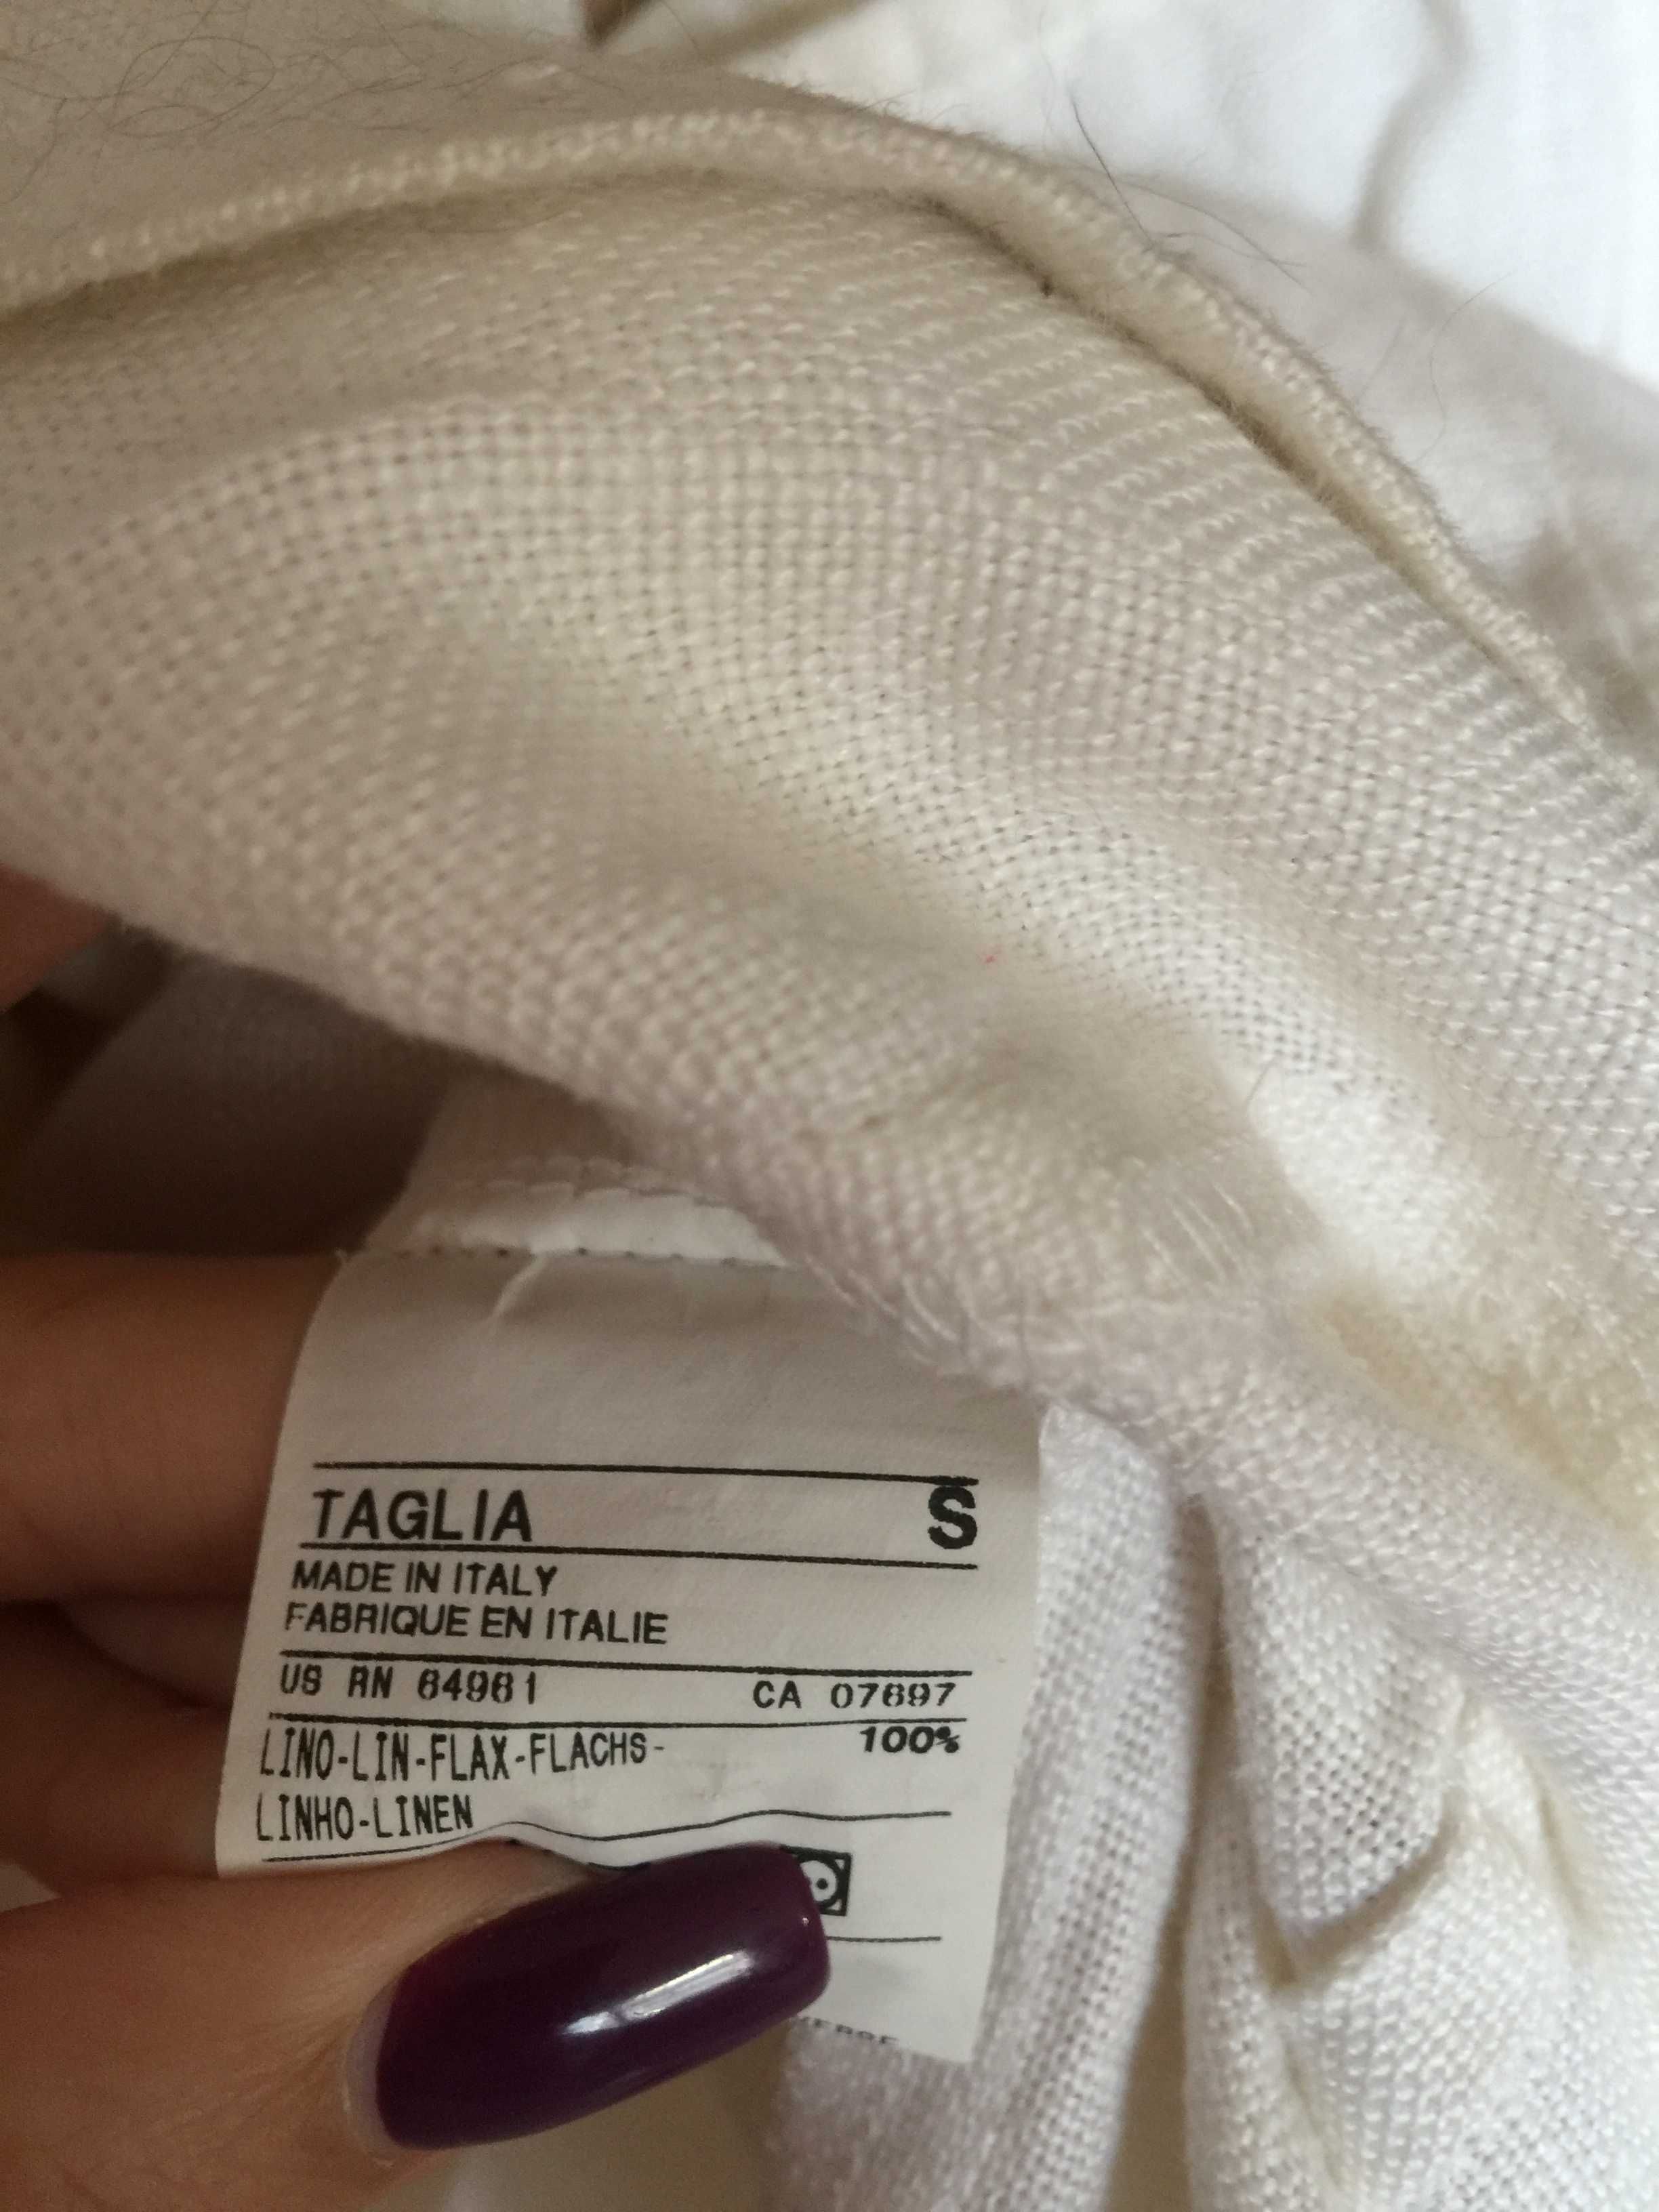 TAGLIA S
MADE IN ITALY
FABRIQUE EN ITALIE
US RN 64961 CA 07697
LINO-LIN-FLAX-FLACHS- 100%
LINHO-LINEN